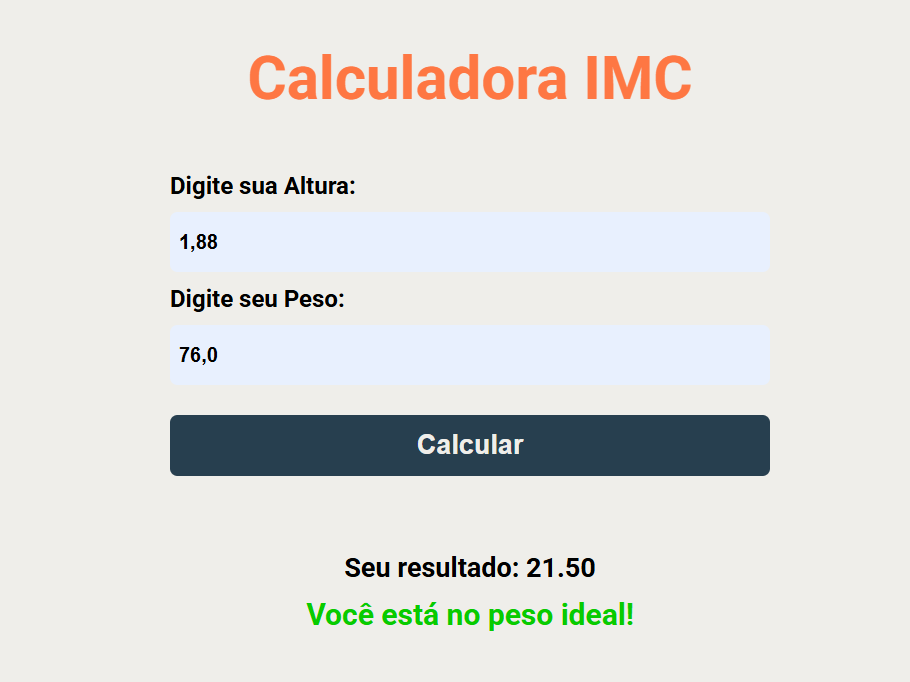 Calculadora IMC
Digite sua Altura:
1,88
Digite seu Peso:
76,0
Calcular
Seu resultado: 21.50
Você está no peso ideal!